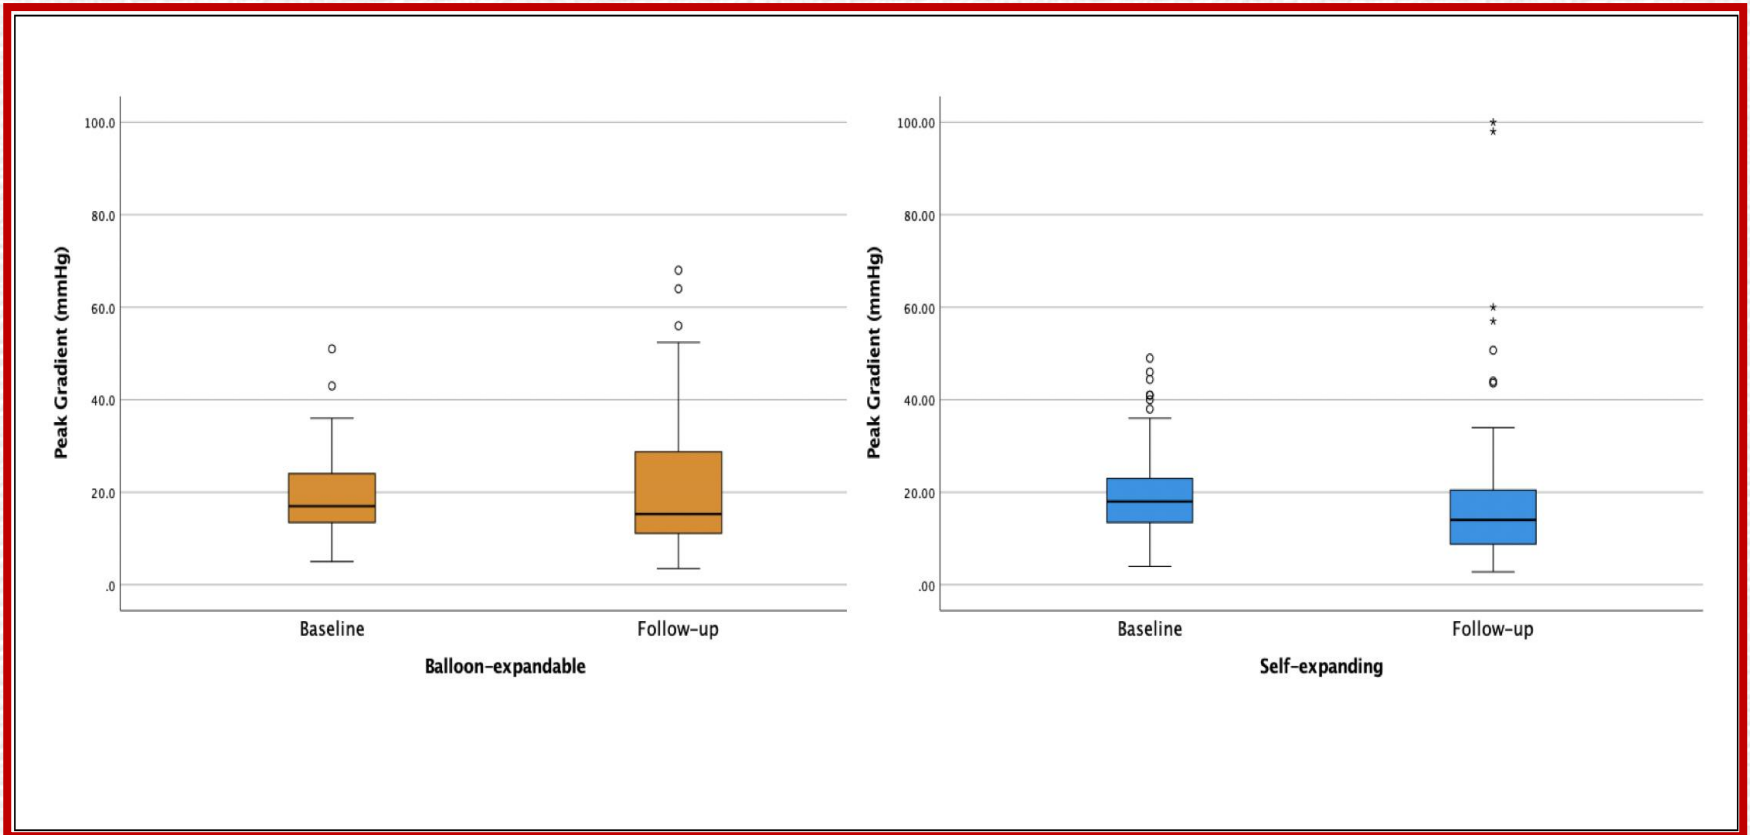 Peak Gradient (mmHg)
100.0
80.0
60.0
40.0
20.0
.0
Baseline
Follow-up
Balloon-expandable
Peak Gradient (mmHg)
100.00
80.00
60.00
40.00
20.00
.00
Baseline
Follow-up
Self-expanding